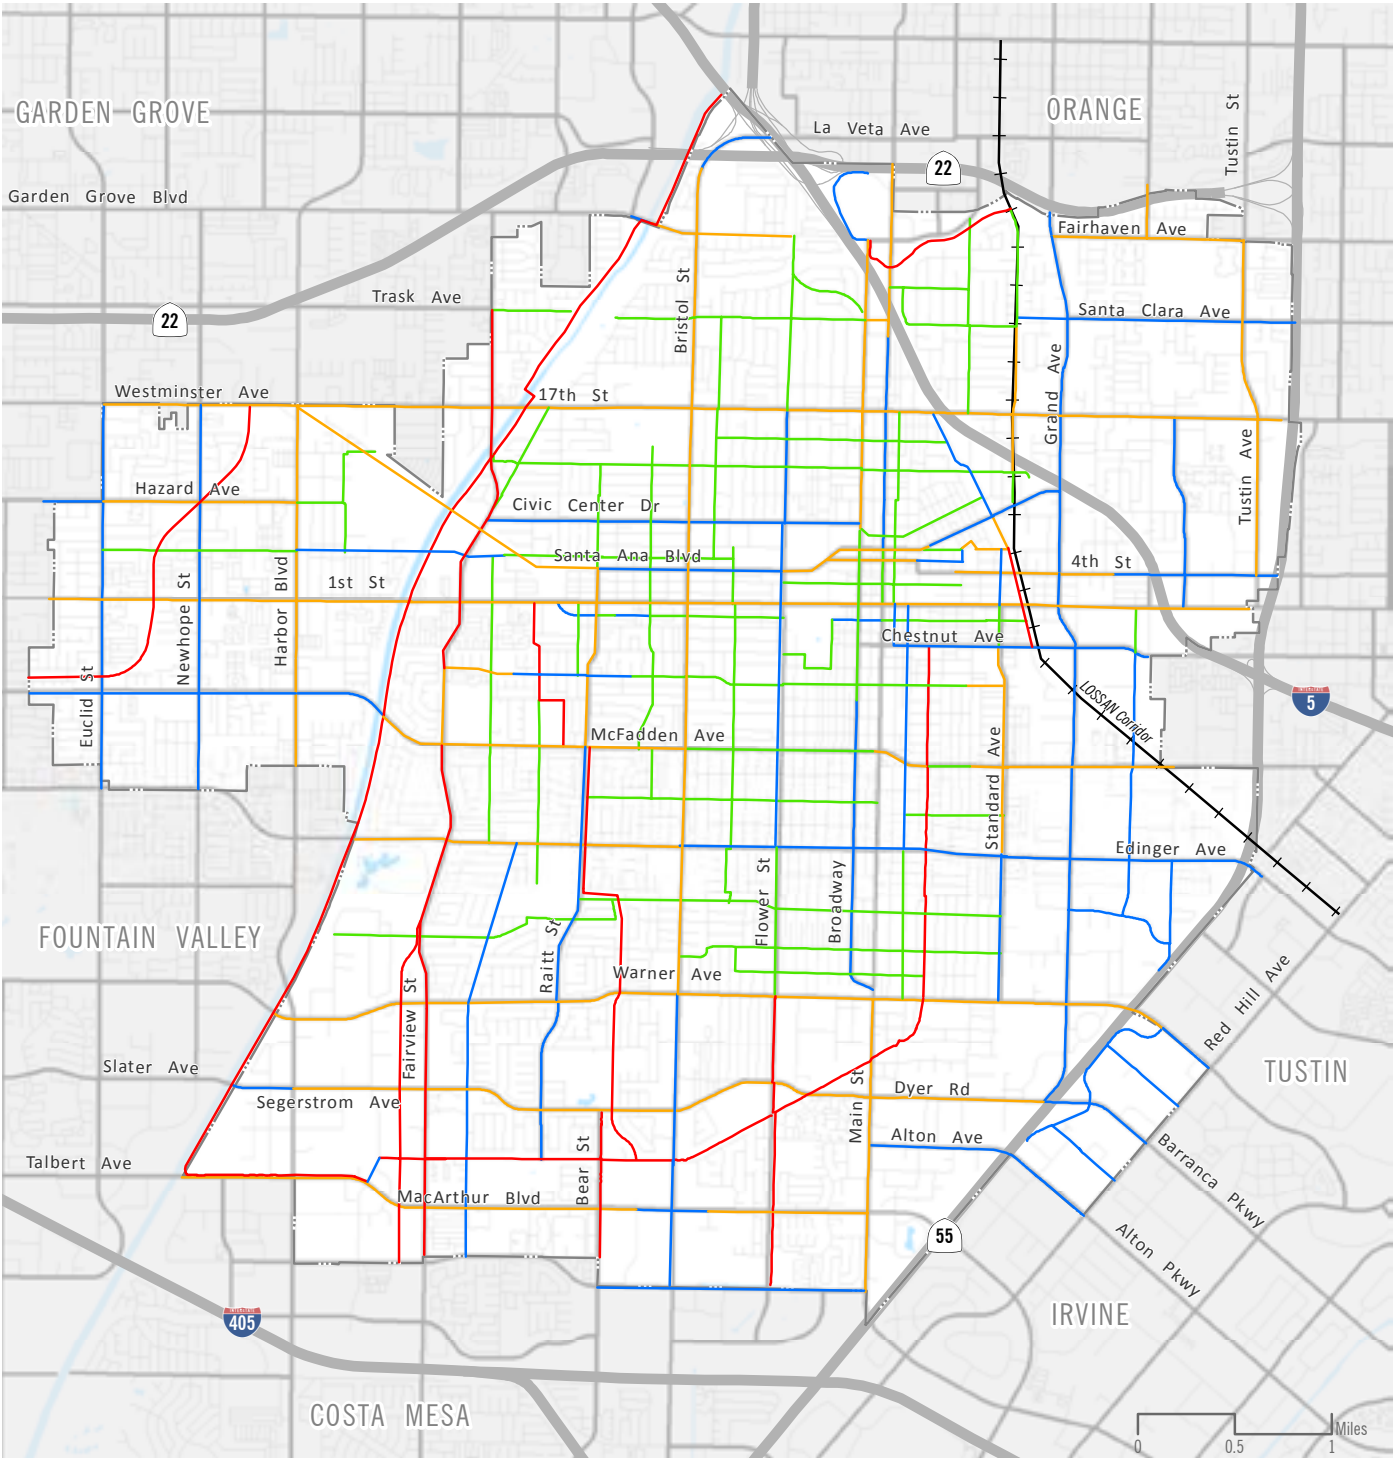 GARDEN GROVE
ORANGE
Tustin St
La Veta Ave
22
Garden Grove Blvd
Fairhaven Ave
Trask Ave
22
Bristol St
Santa Clara Ave
Westminster Ave
17th St
Grand Ave
Tustin Ave
Hazard Ave
Civic Center Dr
Santa Ana Blvd
4th St
1st St
Newhope St
Harbor Blvd
Chestnut Ave
Euclid St
LOSSAN Corridor
INTERSTATE
5
McFadden Ave
Standard Ave
Edinger Ave
Flower St
Broadway
FOUNTAIN VALLEY
Raitt St
Warner Ave
Fairview St
Red Hill Ave
Slater Ave
TUSTIN
Segerstrom Ave
Dyer Rd
Main St
Alton Ave
Bear St
Barranca Pkwy
Talbert Ave
MacArthur Blvd
55
Alton Pkwy
INTERSTATE
405
IRVINE
COSTA MESA
Miles
0 0.5 1